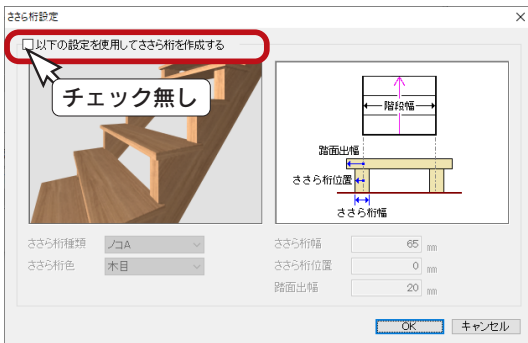 ささら桁設定
以下の設定を使用してささら桁を作成する
チェック無し
階段幅
踏面出幅
ささら桁位置
ささら桁幅
ささら桁種類 ノコA
ささら桁色 木目
ささら桁幅 65 mm
ささら桁位置 0 mm
踏面出幅 20 mm
OK キャンセル